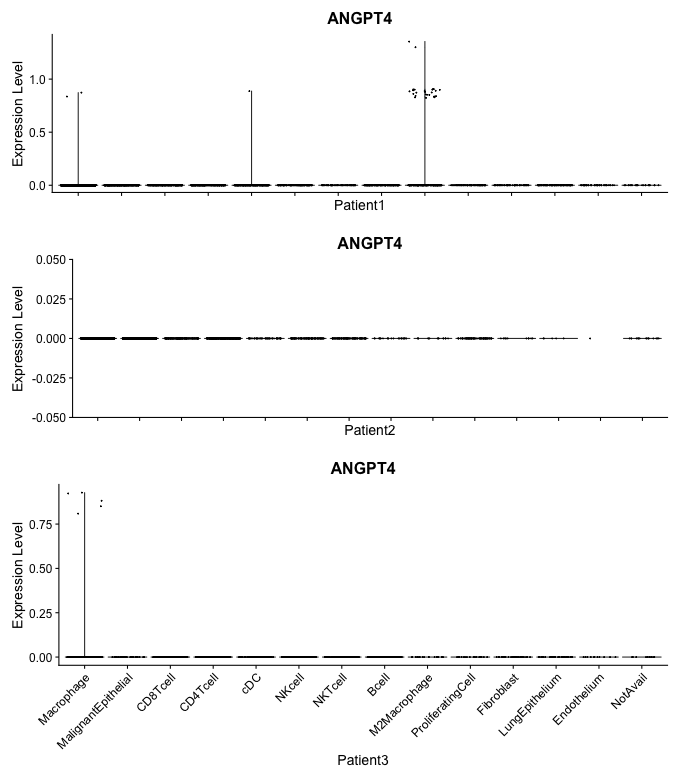 ANGPT4
Expression Level
1.0
0.5
0.0
Patient1
ANGPT4
Expression Level
0.050
0.025
0.000
-0.025
-0.050
Patient2
ANGPT4
Expression Level
0.75
0.50
0.25
0.00
Macrophage
MalignantEpithelial
CD8Tcell
CD4Tcell
cDC
NKcell
NKTcell
Bcell
M2Macrophage
ProliferatingCell
Fibroblast
LungEpithelium
Endothelium
NotAvail
Patient3